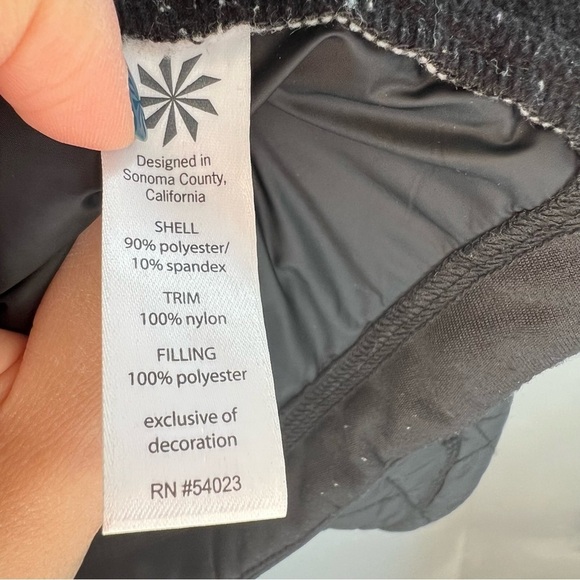 Designed in
Sonoma County,
California
SHELL
90% polyester/
10% spandex
TRIM
100% nylon
FILLING
100% polyester
exclusive of
decoration
RN #54023